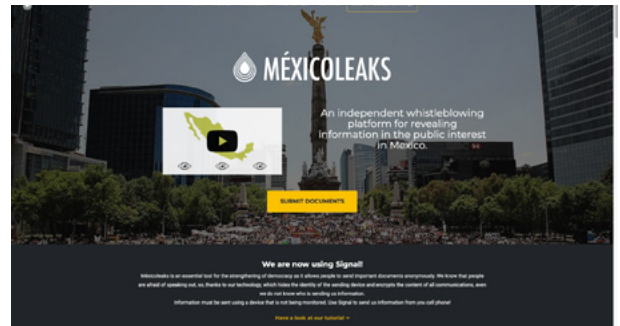 MÉXICOLEAKS
An independent whistleblowing
platform for revealing
information in the public interest
in Mexico.
SUBMIT DOCUMENTS
We are now using Signal!
Méxicoleaks is an essential tool for the strengthening of democracy as it allows people to send important documents anonymously. We know that people
are afraid of speaking out, so, thanks to our technology, which hides the identity of the sending device and encrypts the content of all communications, even
we do not know who is sending us information.
Information must be sent using a device that is not being monitored. Use Signal to send us information from you cell phone!
Have a look at our tutorial